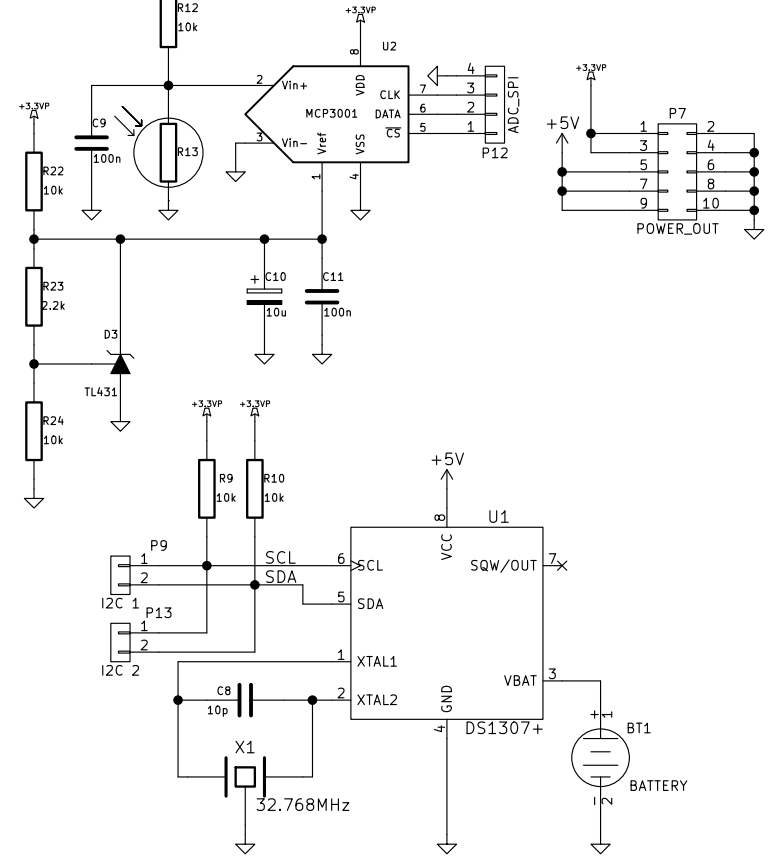 R12
10k
+3,3VP
8
U2
VDD
2
Vin+
MCP3001
CLK
7
3
DATA
6
2
CS
5
1
4
ADC_SPI
P12
3
Vin-
Vref
VSS
1
4
C9
100n
R13
+3,3VP
R22
10k
R23
2.2k
R24
10k
D3
TL431
+
C10
10u
C11
100n
+3,3VP
+5V
P7
1
2
3
4
5
6
7
8
9
10
POWER_OUT
+3,3VP
+3,3VP
R9
10k
R10
10k
+5V
8
U1
VCC
P9
1
2
I2C 1
SCL
SDA
6
SCL
5
SDA
SQW/OUT
7
P13
1
2
I2C 2
1
XTAL1
2
XTAL2
VBAT
3
C8
10p
GND
4
DS1307+
X1
32.768MHz
+
1
BT1
BATTERY
-
2